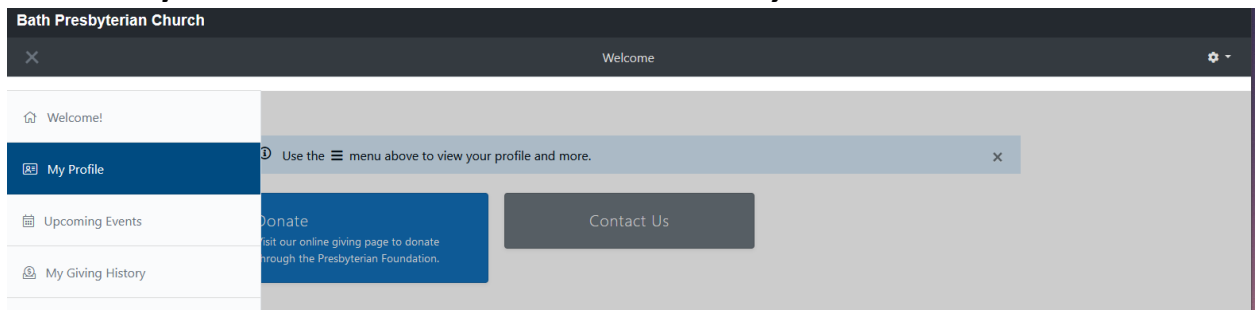 Bath Presbyterian Church
Welcome
Welcome!
My Profile
Upcoming Events
My Giving History
Use the ☰ menu above to view your profile and more.
Donate
Visit our online giving page to donate
through the Presbyterian Foundation.
Contact Us